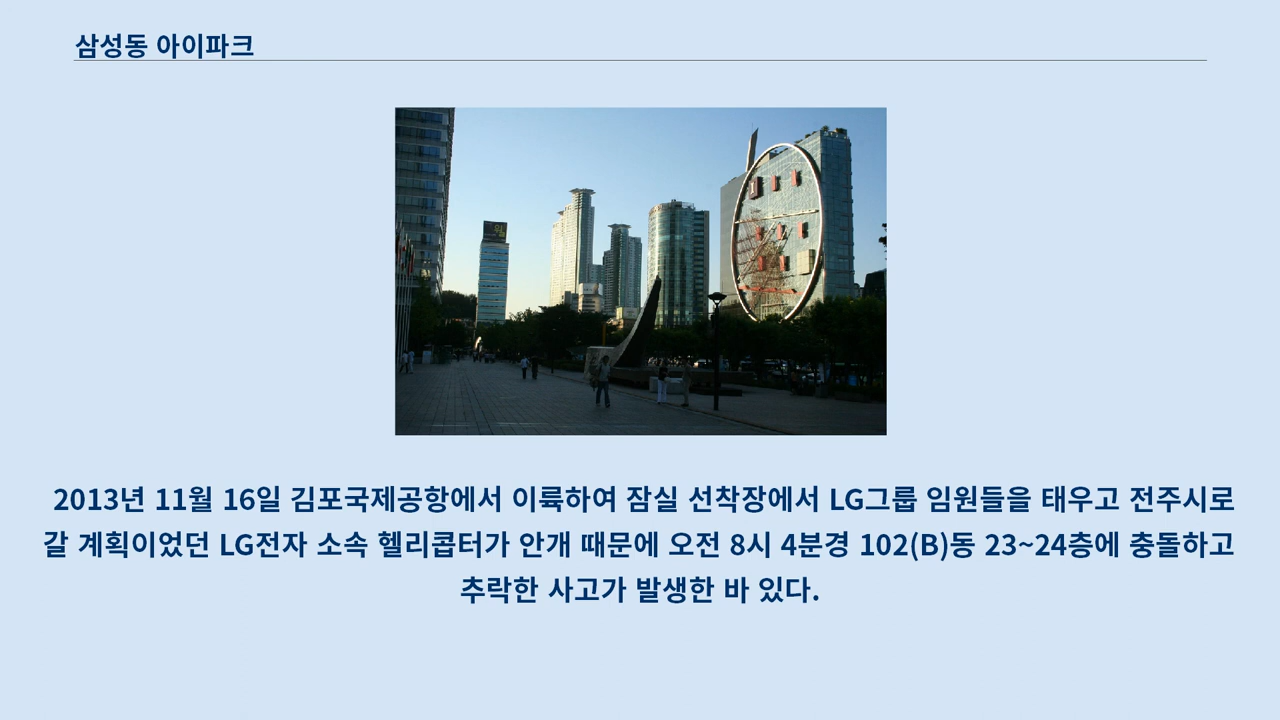 삼성동 아이파크
2013년 11월 16일 김포국제공항에서 이륙하여 잠실 선착장에서 LG그룹 임원들을 태우고 전주시로
갈 계획이었던 LG전자 소속 헬리콥터가 안개 때문에 오전 8시 4분경 102(B)동 23~24층에 충돌하고
추락한 사고가 발생한 바 있다.